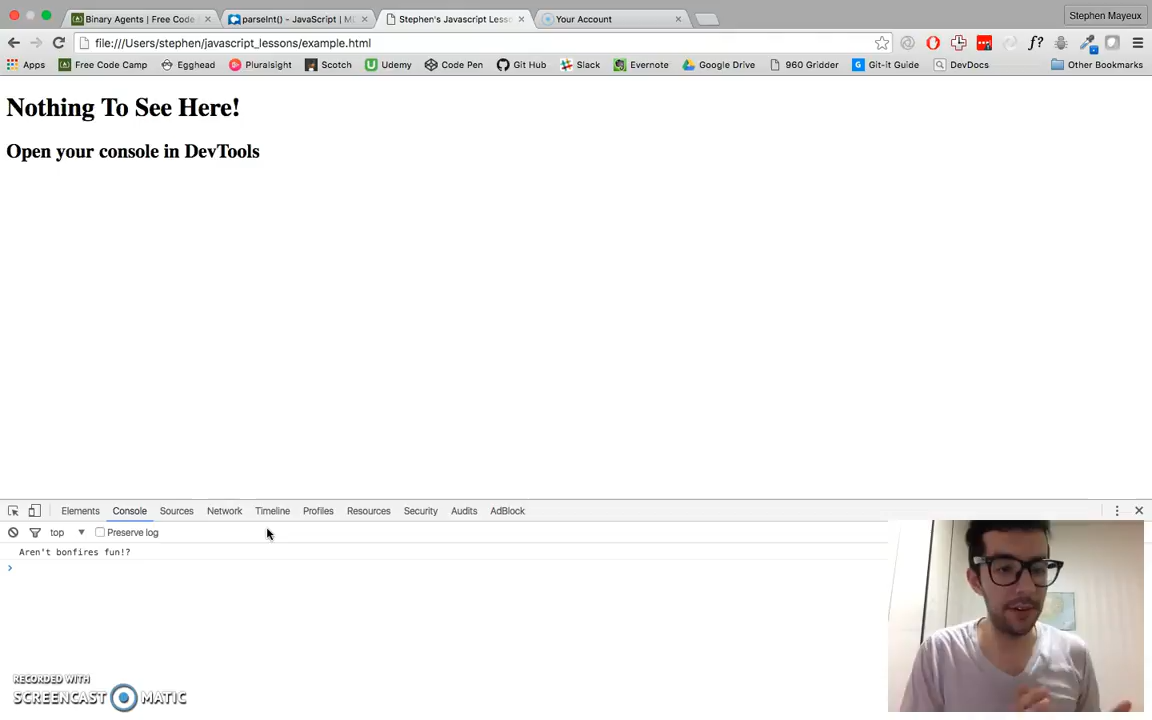 Binary Agents | Free Code
parseInt() - JavaScript | M
Stephen's Javascript Less
Your Account
Stephen Mayeux
file:///Users/stephen/javascript_lessons/example.html
f?
Apps Free Code Camp Egghead Pluralsight Scotch Udemy Code Pen Git Hub Slack Evernote Google Drive 960 Gridder Git-it Guide DevDocs Other Bookmarks
Nothing To See Here!
Open your console in DevTools
Elements Console Sources Network Timeline Profiles Resources Security Audits AdBlock
top Preserve log
Aren't bonfires fun!?
RECORDED WITH
SCREENCAST MATIC